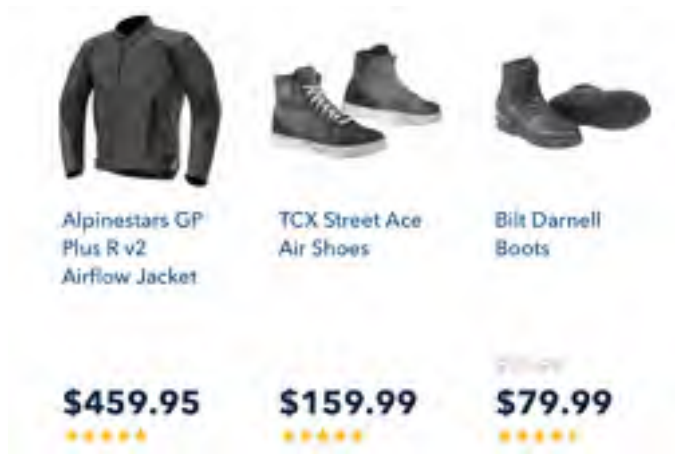 Alpinestars GP
Plus R v2
Airflow Jacket
TCX Street Ace
Air Shoes
Bilt Darnell
Boots
$459.95
$159.99
$79.99